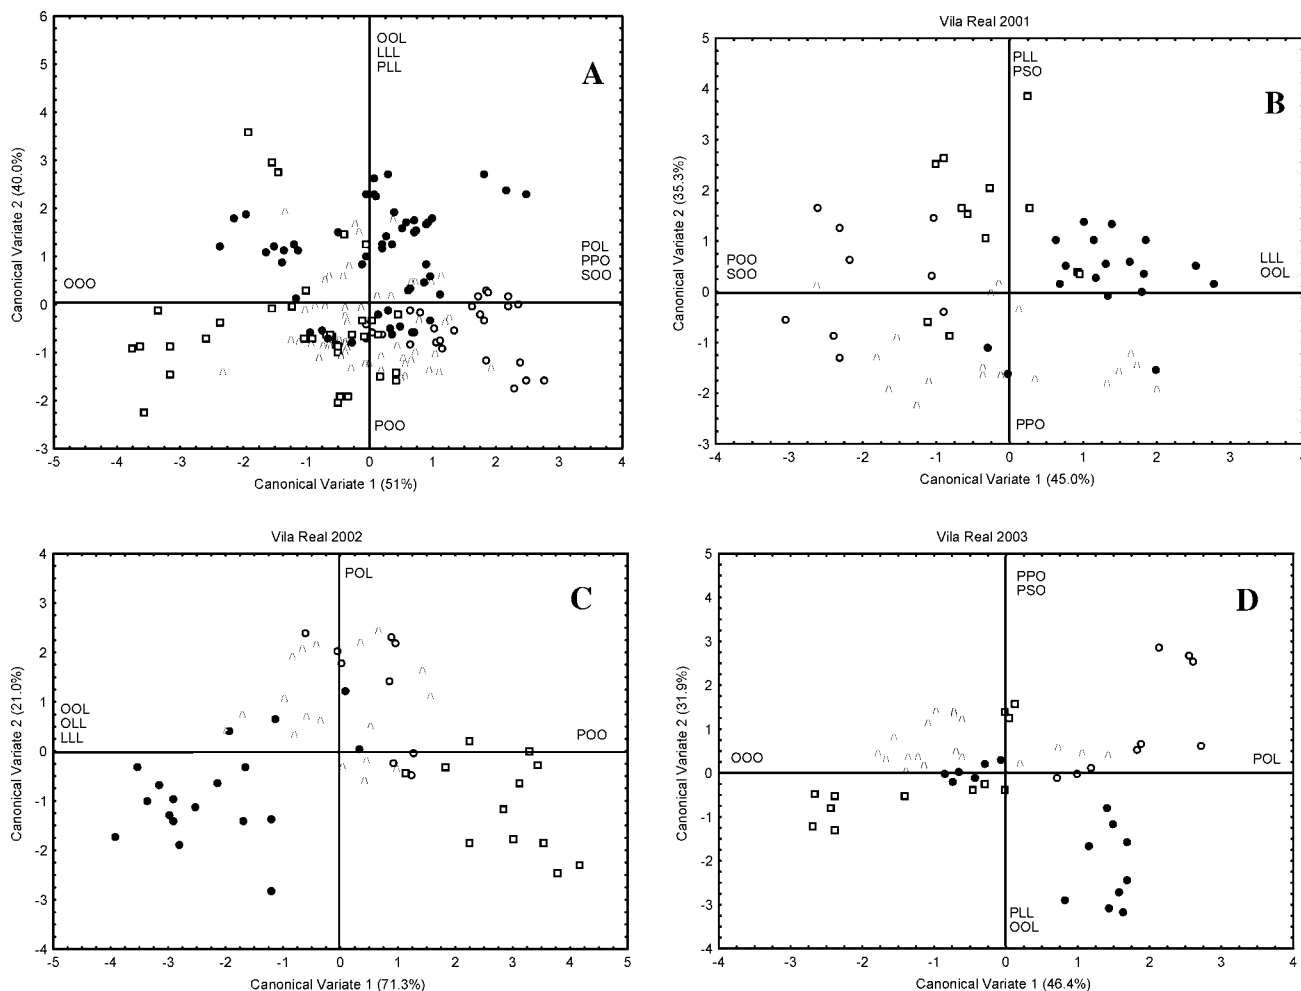 6
5
4
3
2
1
0
-1
-2
-3
-5
-4
-3
-2
-1
0
1
2
3
4
Canonical Variate 2 (40.0%)
Canonical Variate 1 (51%)
OOL
LLL
PLL
A
OOO
POL
PPO
SOO
POO
Vila Real 2001
5
4
3
2
1
0
-1
-2
-3
-4
-3
-2
-1
0
1
2
3
4
Canonical Variate 2 (35.3%)
Canonical Variate 1 (45.0%)
PLL
PSO
B
POO
SOO
LLL
OOL
PPO
Vila Real 2002
4
3
2
1
0
-1
-2
-3
-4
-5
-4
-3
-2
-1
0
1
2
3
4
5
Canonical Variate 2 (21.0%)
Canonical Variate 1 (71.3%)
POL
C
OOL
OLL
LLL
POO
Vila Real 2003
5
4
3
2
1
0
-1
-2
-3
-4
-4
-3
-2
-1
0
1
2
3
4
Canonical Variate 2 (31.9%)
Canonical Variate 1 (46.4%)
PPO
PSO
D
OOO
POL
PLL
OOL